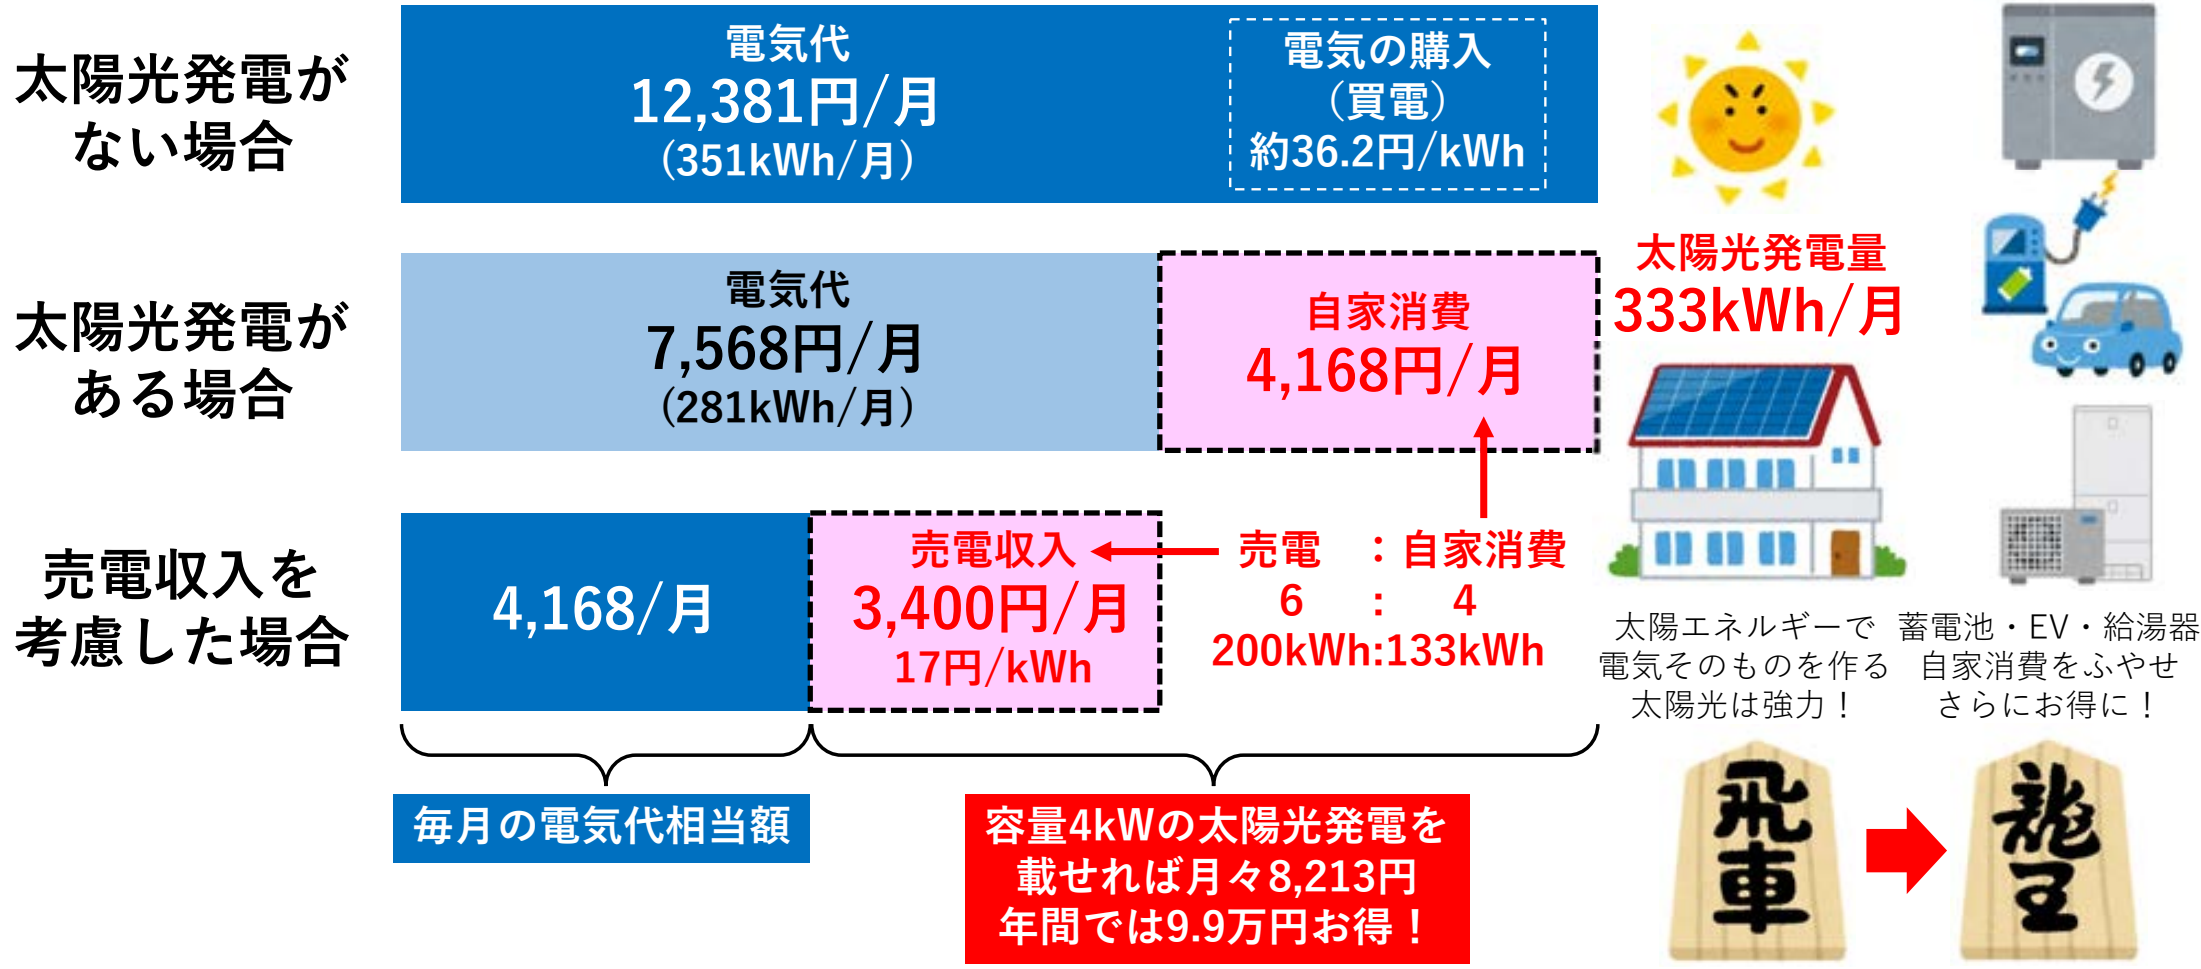 太陽光発電が
ない場合
電気代
12,381円/月
(351kWh/月)
電気の購入
(買電)
約36.2円/kWh
太陽光発電が
ある場合
電気代
7,568円/月
(281kWh/月)
自家消費
4,168円/月
太陽光発電量
333kWh/月
売電収入を
考慮した場合
4,168/月
売電収入
3,400円/月
17円/kWh
売電 : 自家消費
6 : 4
200kWh:133kWh
太陽エネルギーで
電気そのものを作る
太陽光は強力！
蓄電池・EV・給湯器
自家消費をふやせ
さらにお得に！
毎月の電気代相当額
容量4kWの太陽光発電を
載せれば月々8,213円
年間では9.9万円お得！
飛車
龍王